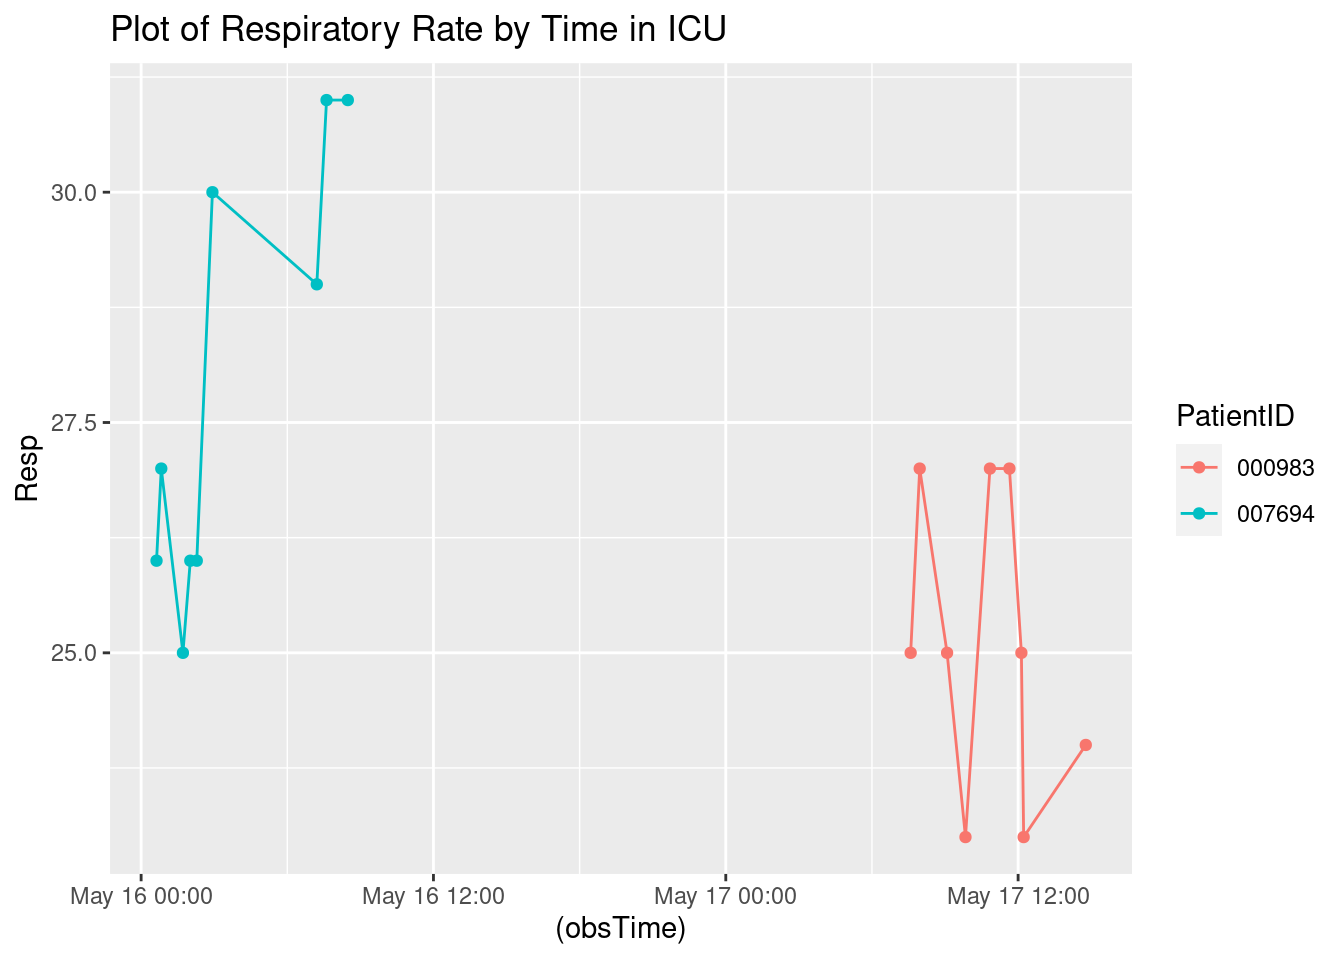 Plot of Respiratory Rate by Time in ICU
30.0
27.5
25.0
Resp
May 16 00:00
May 16 12:00
May 17 00:00
May 17 12:00
(obsTime)
PatientID
000983
007694